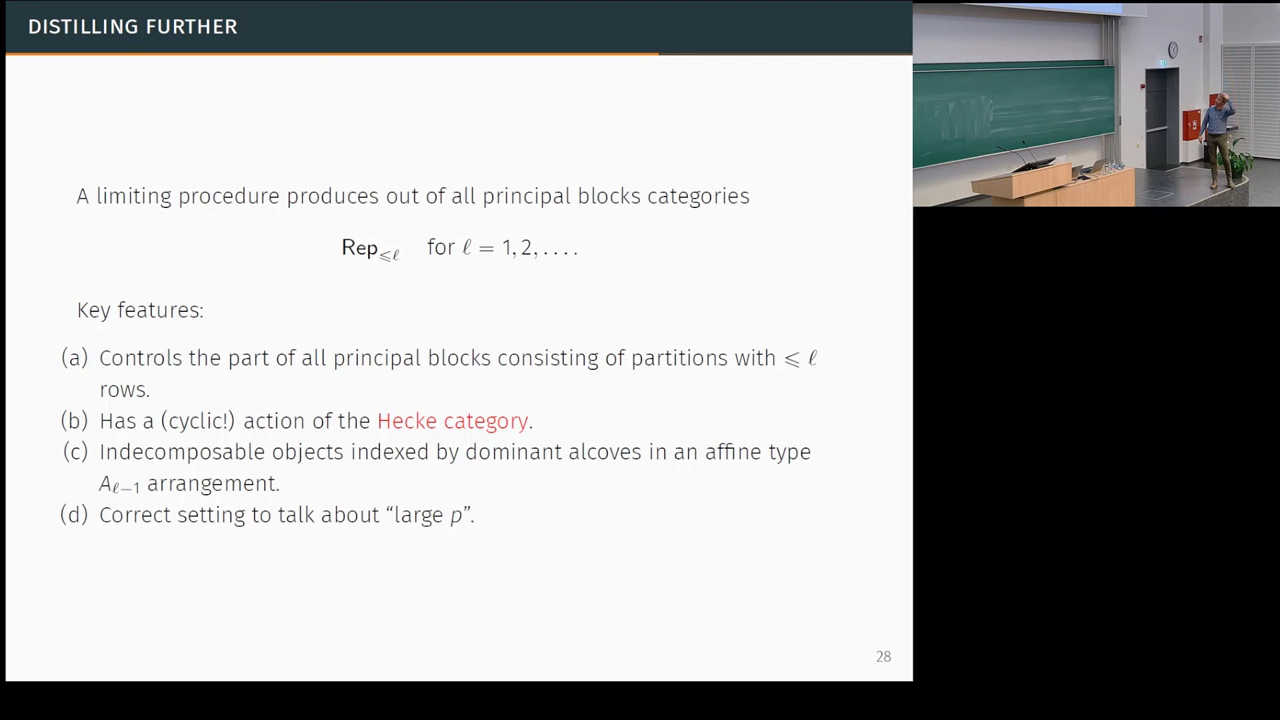 DISTILLING FURTHER
A limiting procedure produces out of all principal blocks categories
Rep⩽ℓ for ℓ = 1, 2, . . . .
Key features:
(a) Controls the part of all principal blocks consisting of partitions with ⩽ ℓ
rows.
(b) Has a (cyclic!) action of the Hecke category.
(c) Indecomposable objects indexed by dominant alcoves in an affine type
Aℓ−1 arrangement.
(d) Correct setting to talk about “large p”.
28